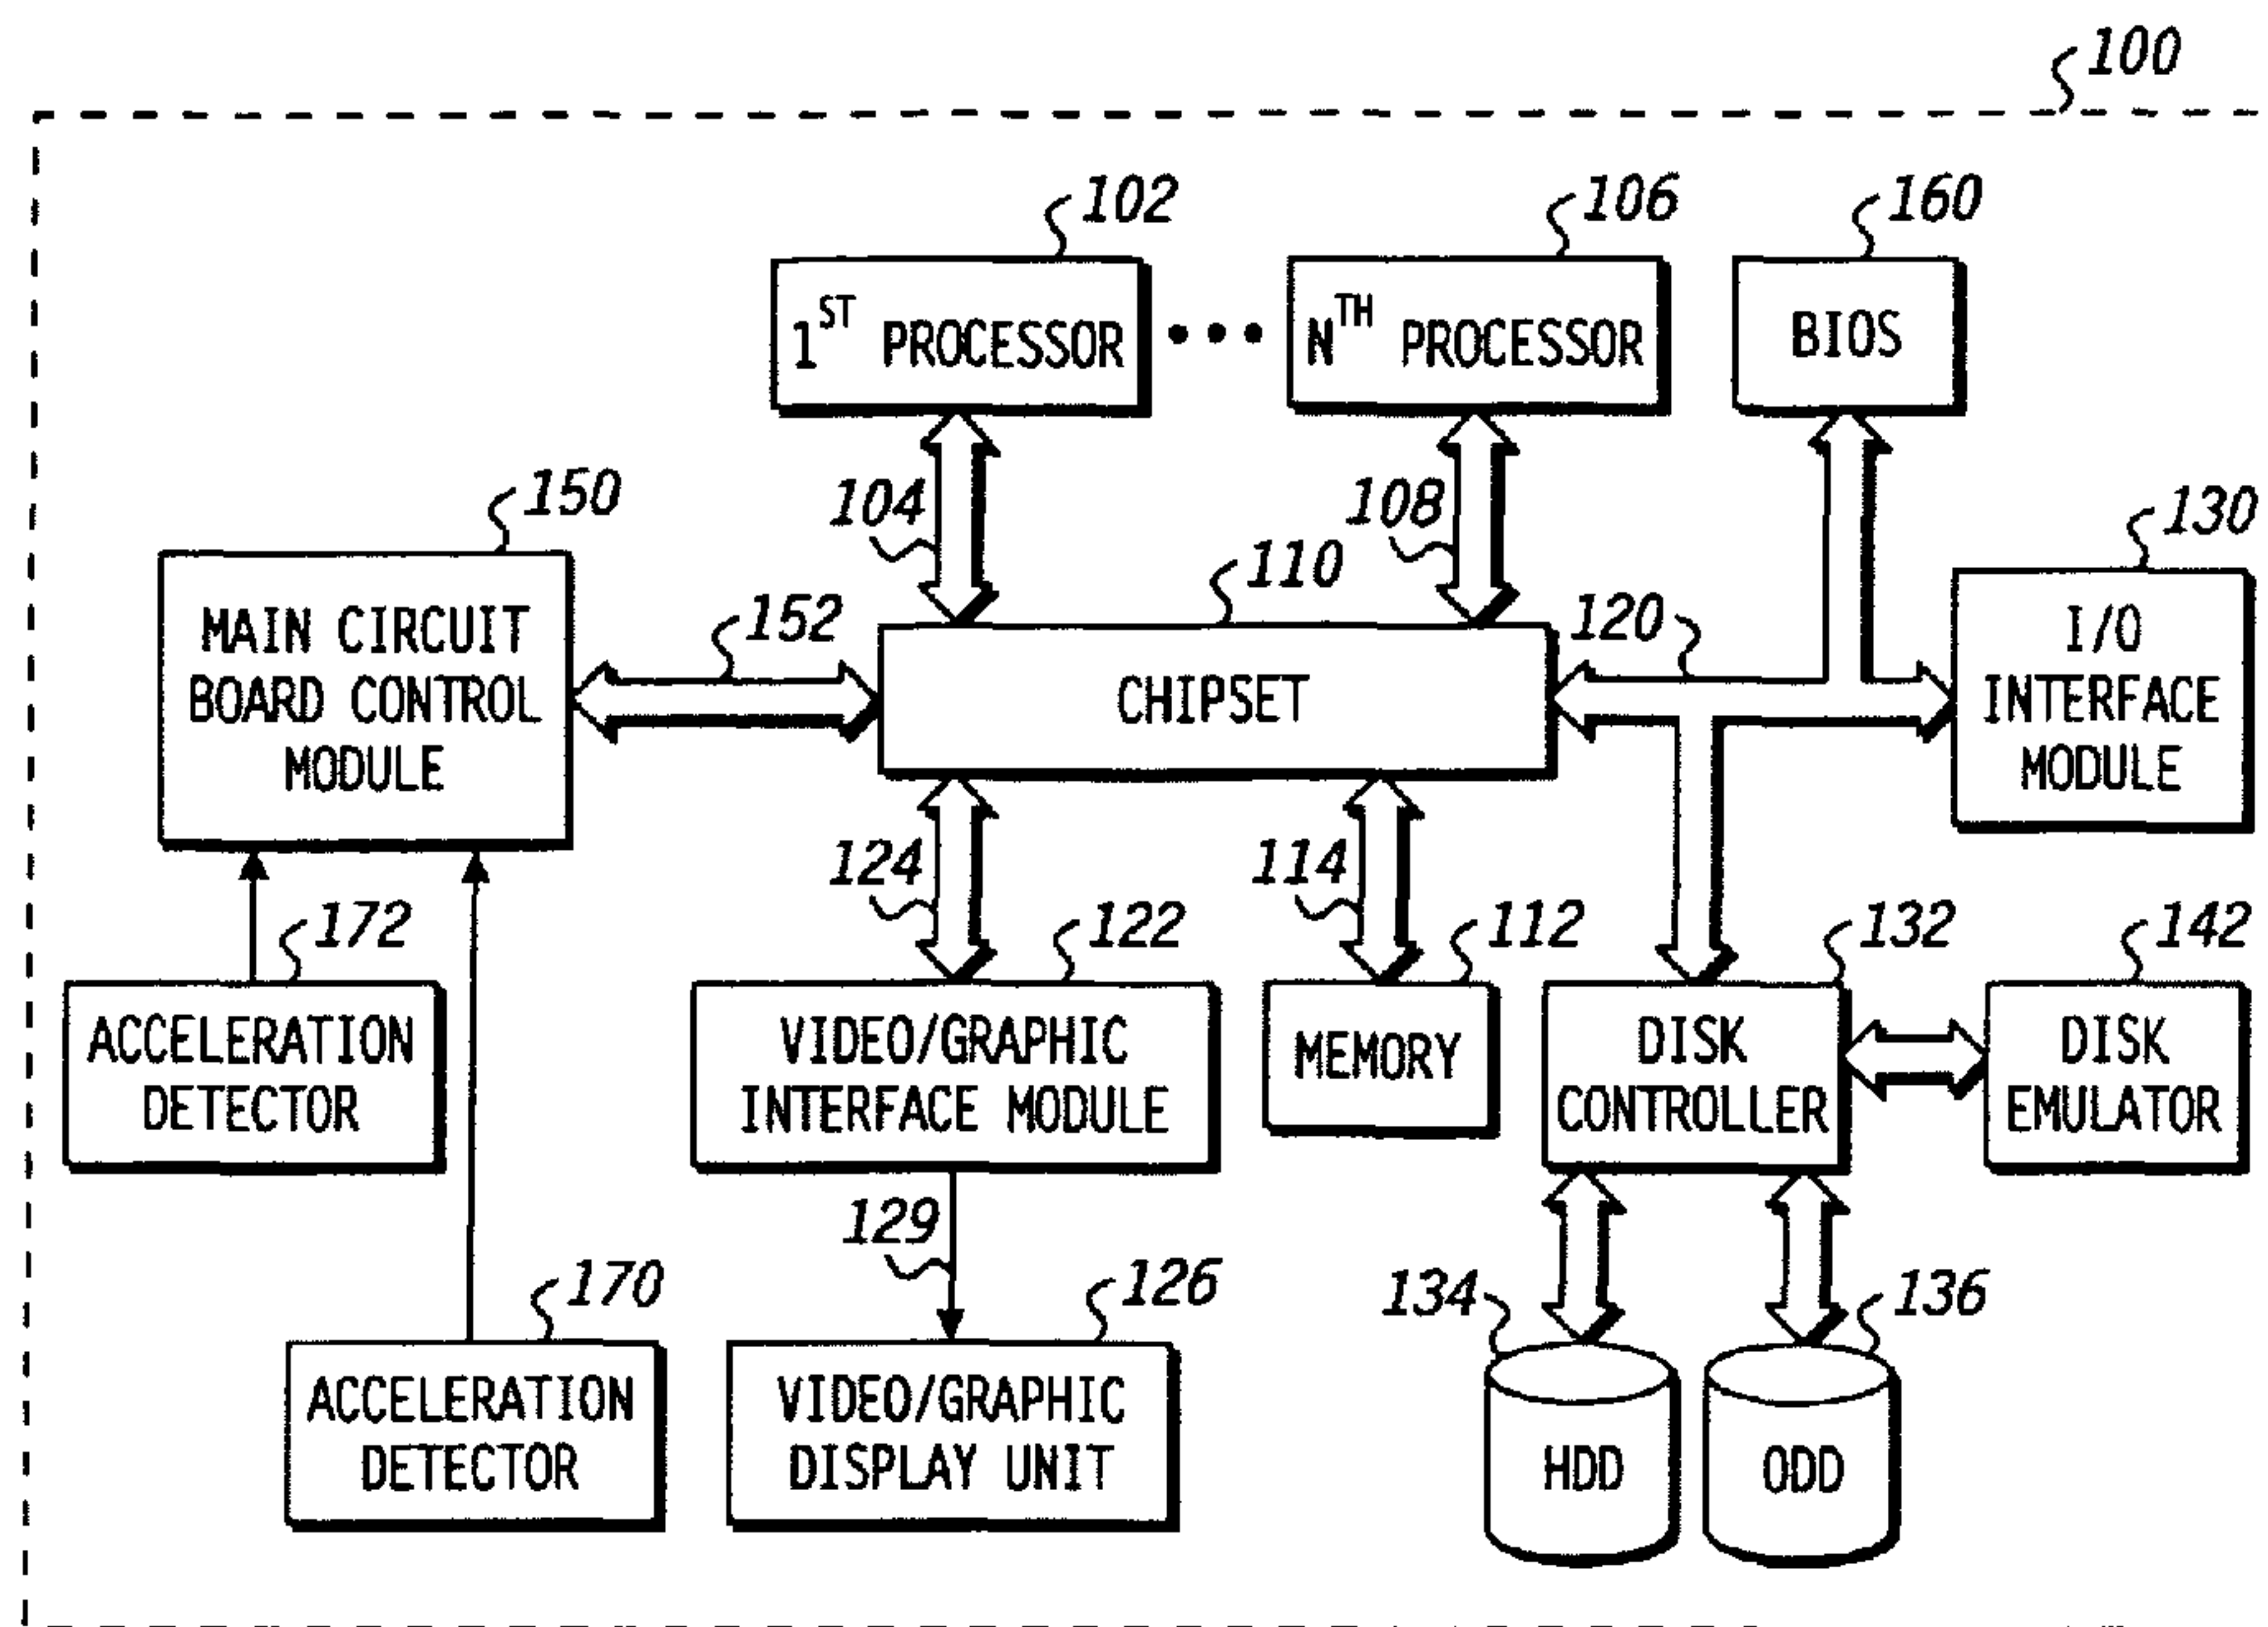 100
102
106
160
1ST PROCESSOR
NTH PROCESSOR
BIOS
104
108
150
130
110
152
120
MAIN CIRCUIT
BOARD CONTROL
MODULE
CHIPSET
I/O
INTERFACE
MODULE
124
114
172
122
112
132
142
ACCELERATION
DETECTOR
VIDEO/GRAPHIC
INTERFACE MODULE
MEMORY
DISK
CONTROLLER
DISK
EMULATOR
129
170
126
134
136
ACCELERATION
DETECTOR
VIDEO/GRAPHIC
DISPLAY UNIT
HDD
ODD